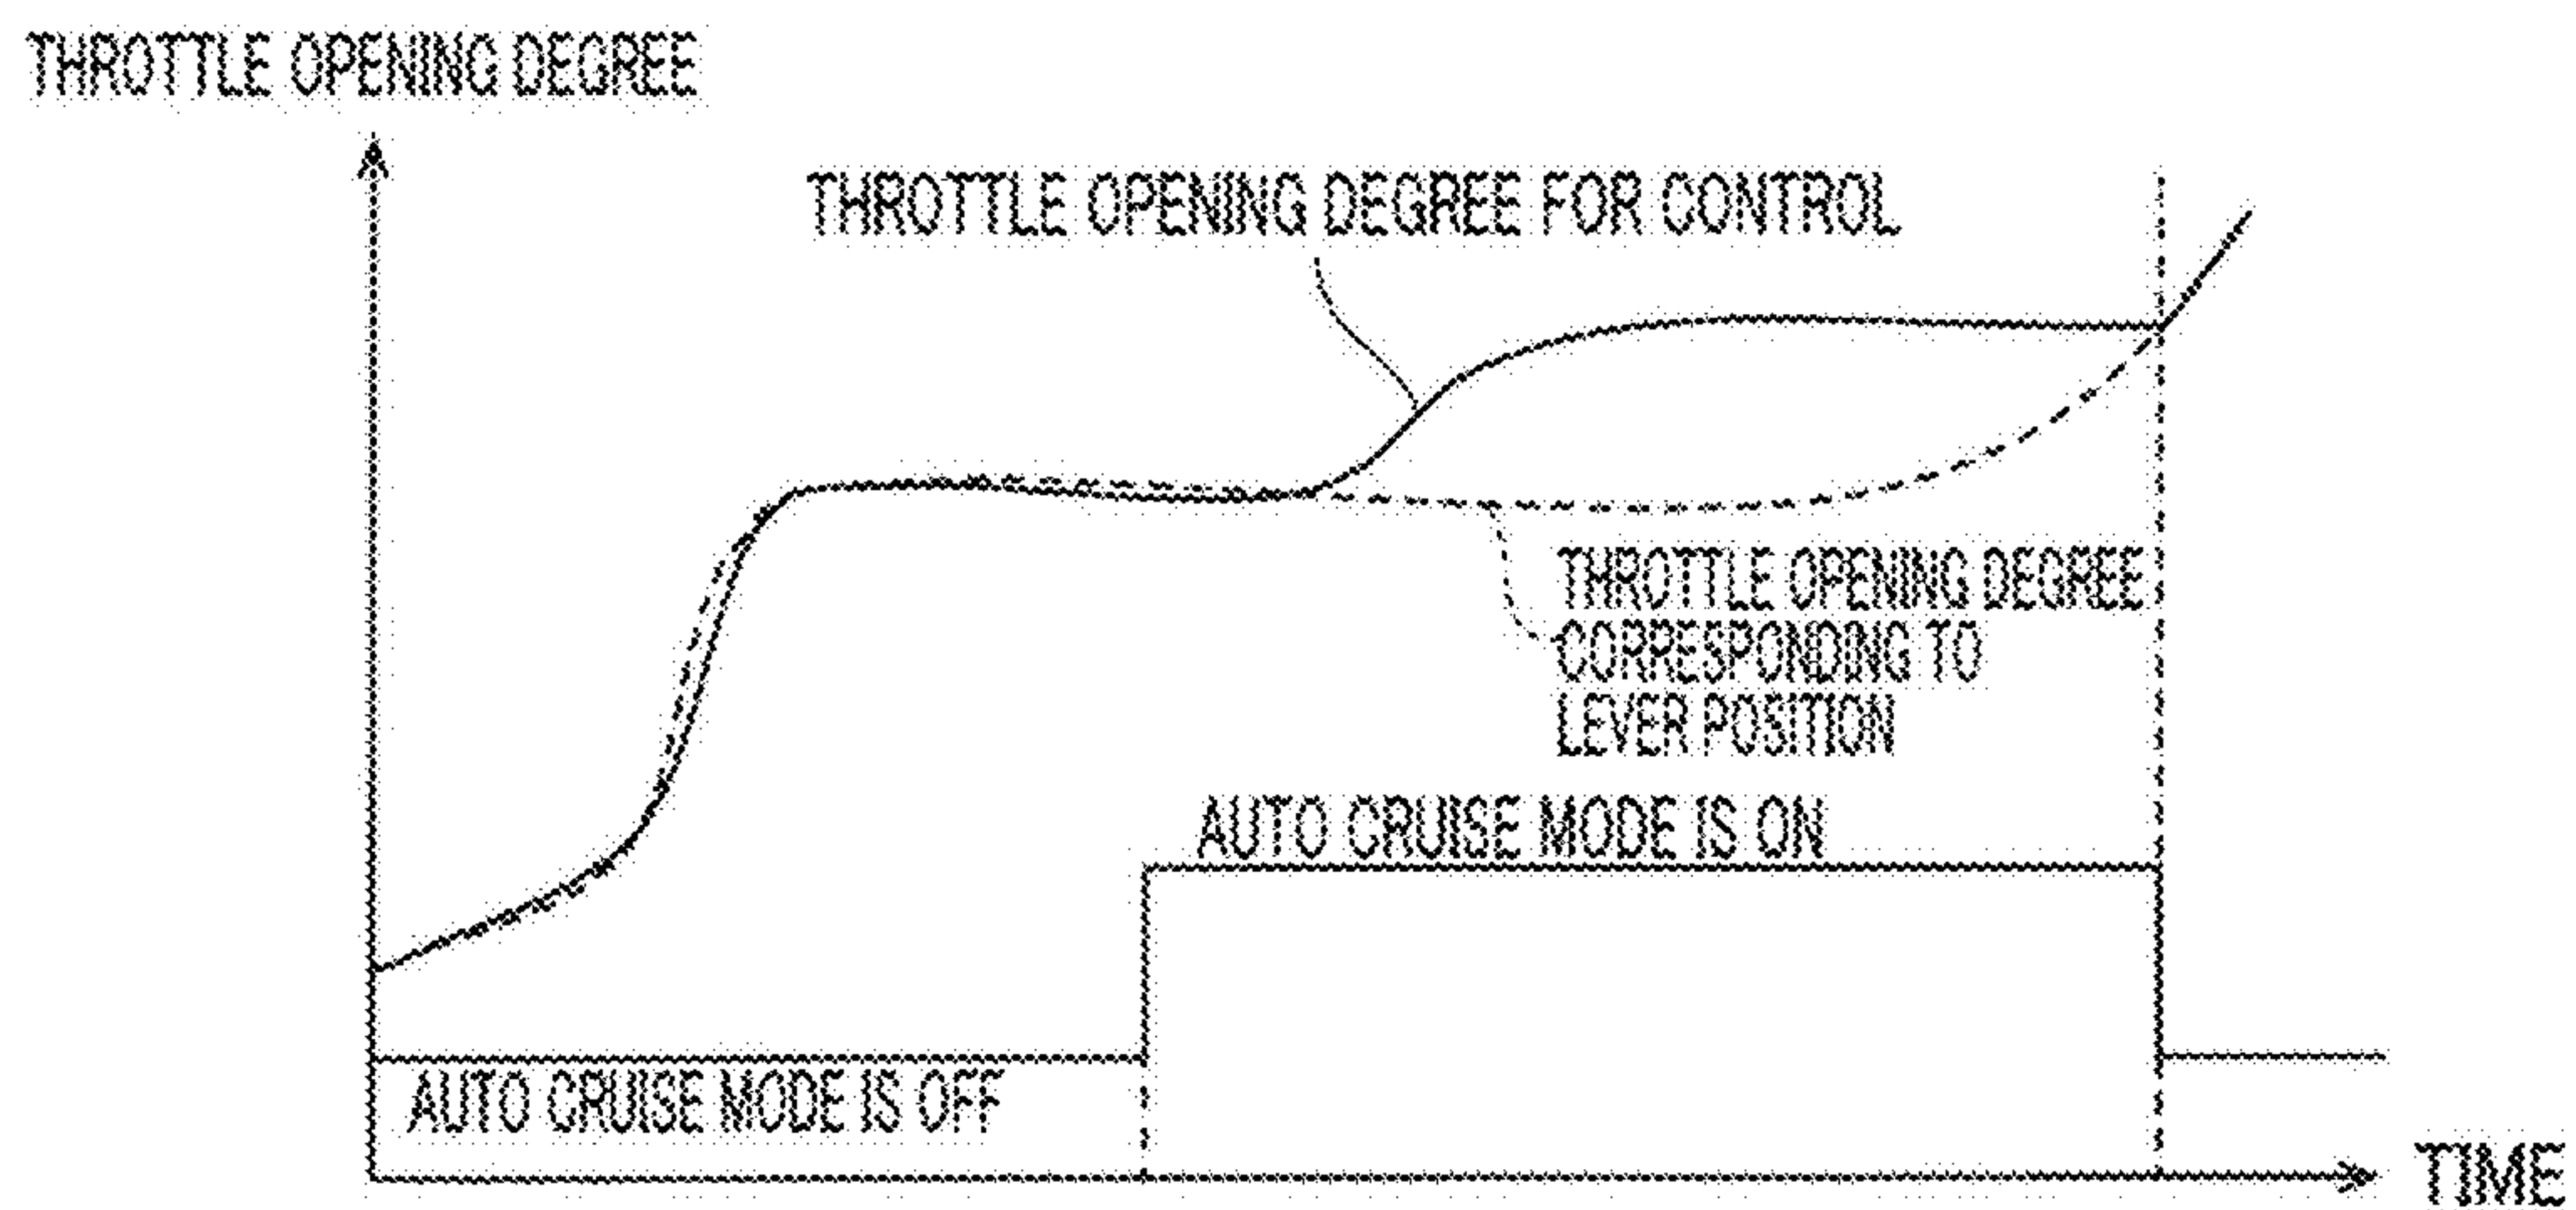 THROTTLE OPENING DEGREE
THROTTLE OPENING DEGREE FOR CONTROL
THROTTLE OPENING DEGREE
CORRESPONDING TO
LEVER POSITION
AUTO CRUISE MODE IS ON
AUTO CRUISE MODE IS OFF
TIME